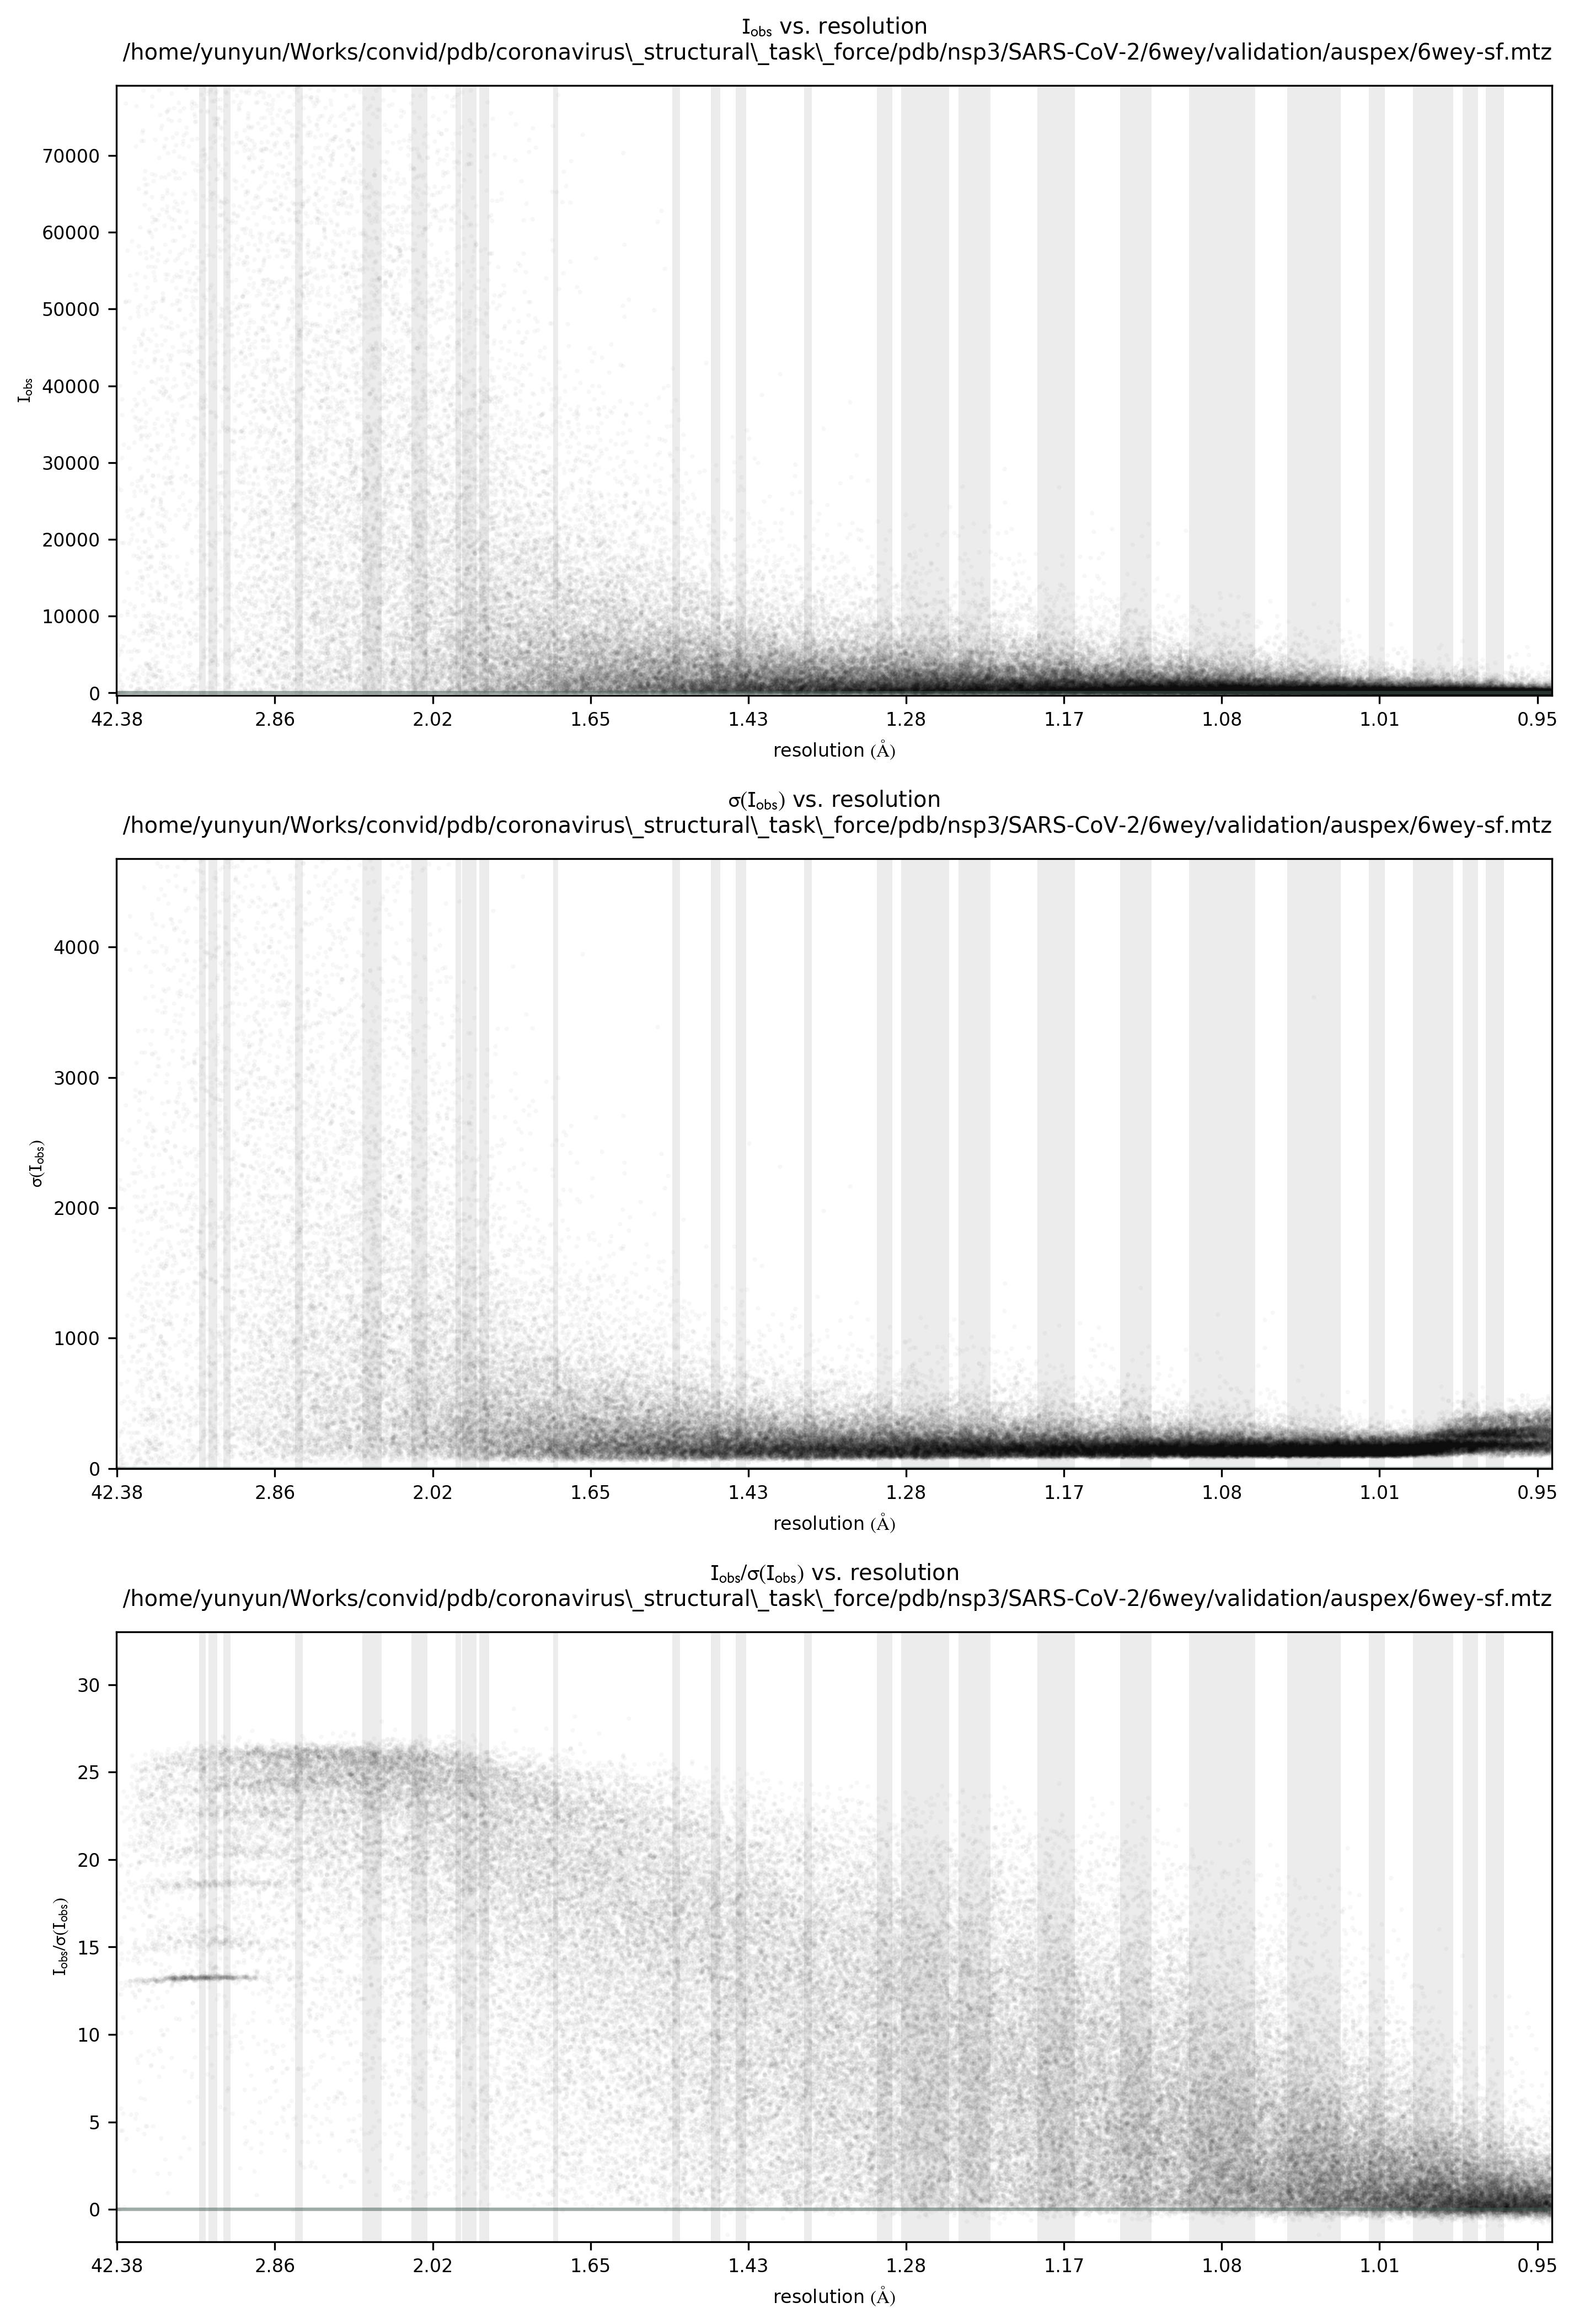 Iobs vs. resolution
/home/yunyun/Works/convid/pdb/coronavirus\_structural\_task\_force/pdb/nsp3/SARS-CoV-2/6wey/validation/auspex/6wey-sf.mtz
70000
60000
50000
40000
30000
20000
10000
0
Iobs
42.38 2.86 2.02 1.65 1.43 1.28 1.17 1.08 1.01 0.95
resolution (Å)
σ(Iobs) vs. resolution
/home/yunyun/Works/convid/pdb/coronavirus\_structural\_task\_force/pdb/nsp3/SARS-CoV-2/6wey/validation/auspex/6wey-sf.mtz
4000
3000
2000
1000
0
σ(Iobs)
42.38 2.86 2.02 1.65 1.43 1.28 1.17 1.08 1.01 0.95
resolution (Å)
Iobs/σ(Iobs) vs. resolution
/home/yunyun/Works/convid/pdb/coronavirus\_structural\_task\_force/pdb/nsp3/SARS-CoV-2/6wey/validation/auspex/6wey-sf.mtz
30
25
20
15
10
5
0
Iobs/σ(Iobs)
42.38 2.86 2.02 1.65 1.43 1.28 1.17 1.08 1.01 0.95
resolution (Å)